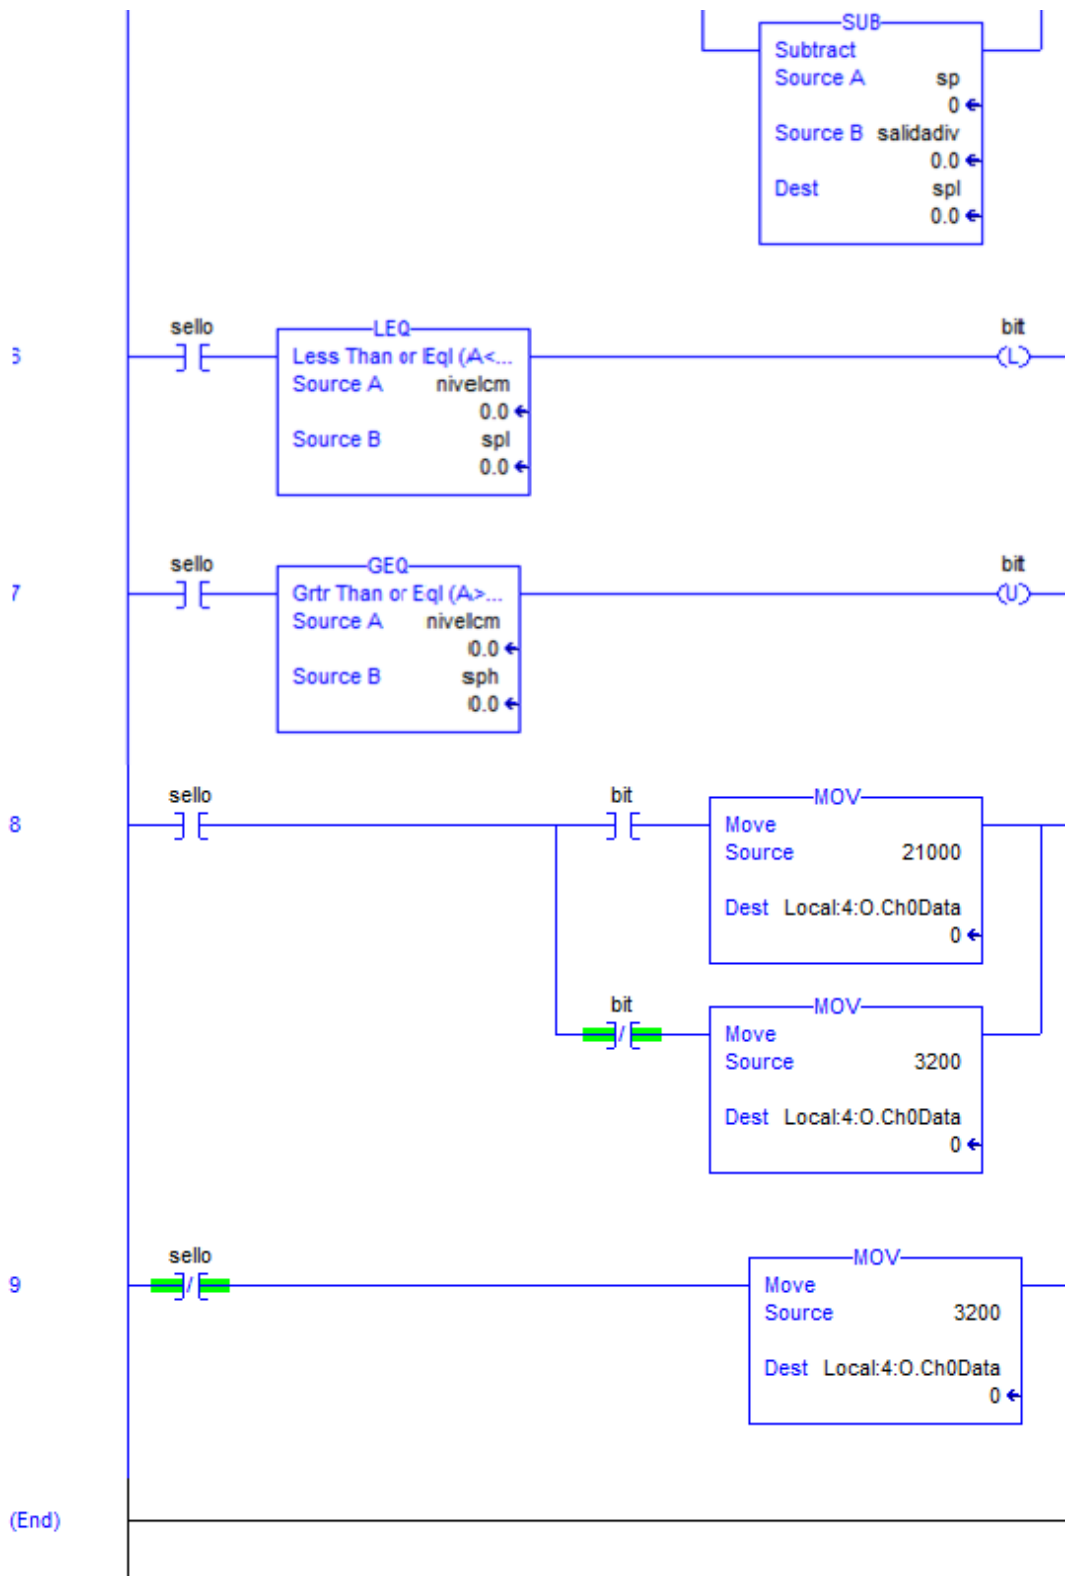 SUB
Subtract
Source A sp
0
Source B salidadiv
0.0
Dest spl
0.0
sello
LEQ
bit
6
Less Than or Eql (A<...
L
Source A nivelcm
0.0
Source B spl
0.0
sello
GEQ
bit
7
Grtr Than or Eql (A>...
U
Source A nivelcm
0.0
Source B sph
0.0
sello
bit
MOV
8
Move
Source 21000
Dest Local:4:O.Ch0Data
0
bit
MOV
Move
Source 3200
Dest Local:4:O.Ch0Data
0
sello
MOV
9
Move
Source 3200
Dest Local:4:O.Ch0Data
0
(End)